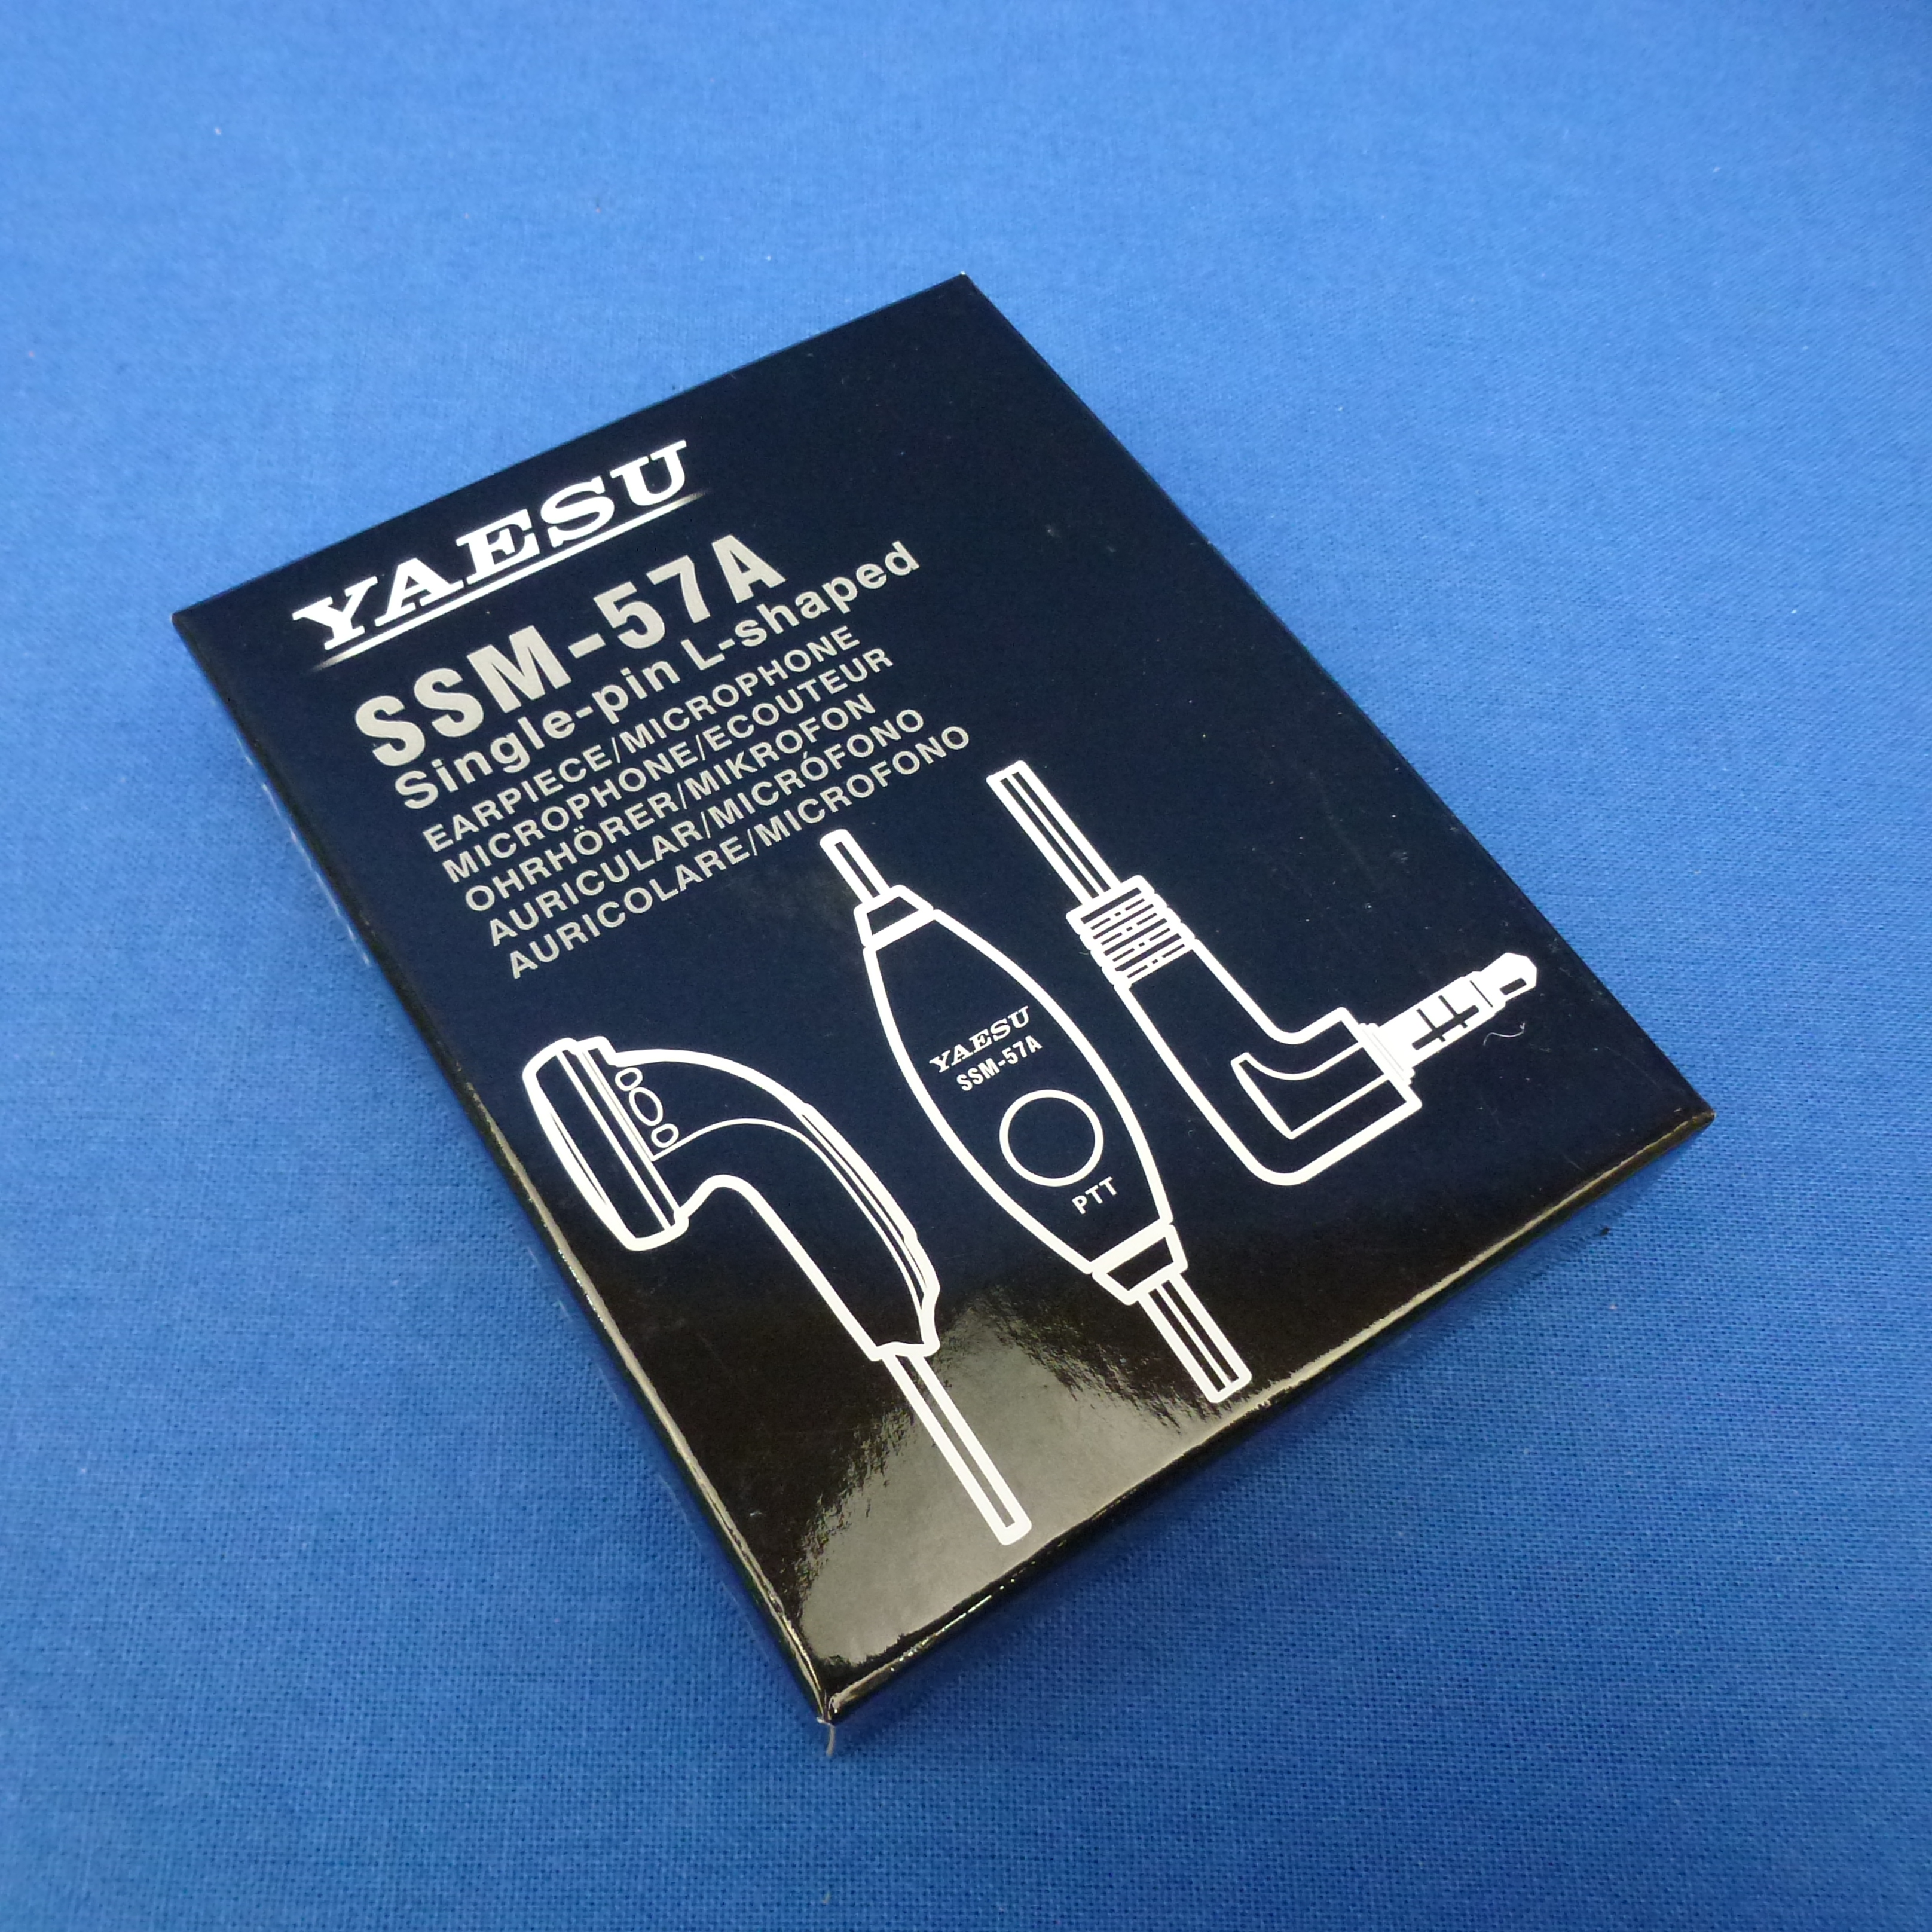 YAESU
SSM-57A
Single-pin L-shaped
EARPIECE/MICROPHONE
MICROPHONE/ECOUTEUR
OHRHÖRER/MIKROFON
AURICULAR/MICRÓFONO
AURICOLARE/MICROFONO
YAESU
SSM-57A
PTT